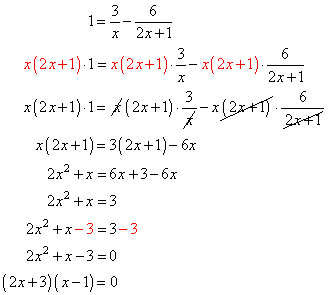 1 = 3/x − 6/(2x+1)
x(2x+1)·1 = x(2x+1)·3/x − x(2x+1)·6/(2x+1)
x(2x+1)·1 = x(2x+1)·3/x − x(2x+1)·6/(2x+1)
x(2x+1) = 3(2x+1) − 6x
2x² + x = 6x + 3 − 6x
2x² + x = 3
2x² + x − 3 = 3 − 3
2x² + x − 3 = 0
(2x+3)(x−1) = 0